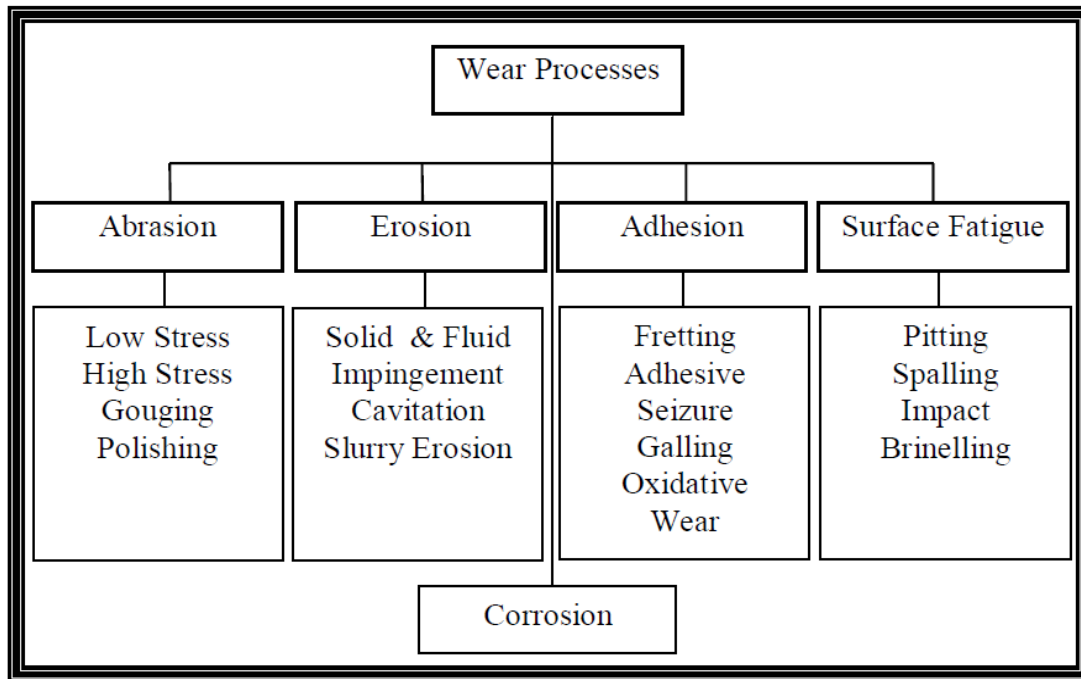 Wear Processes
Abrasion
Erosion
Adhesion
Surface Fatigue
Low Stress
High Stress
Gouging
Polishing
Solid & Fluid
Impingement
Cavitation
Slurry Erosion
Fretting
Adhesive
Seizure
Galling
Oxidative
Wear
Pitting
Spalling
Impact
Brinelling
Corrosion